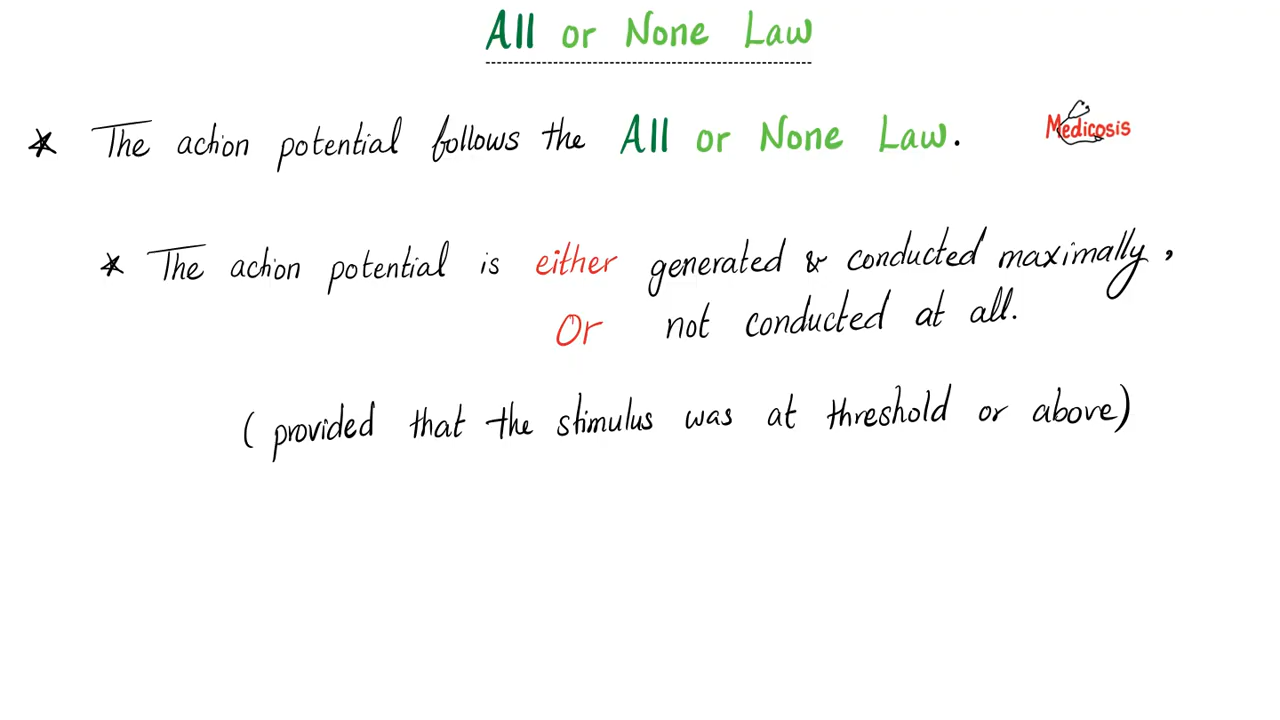 All or None Law
* The action potential follows the All or None Law.
Medicosis
* The action potential is either generated & conducted maximally,
Or not conducted at all.
(provided that the stimulus was at threshold or above)